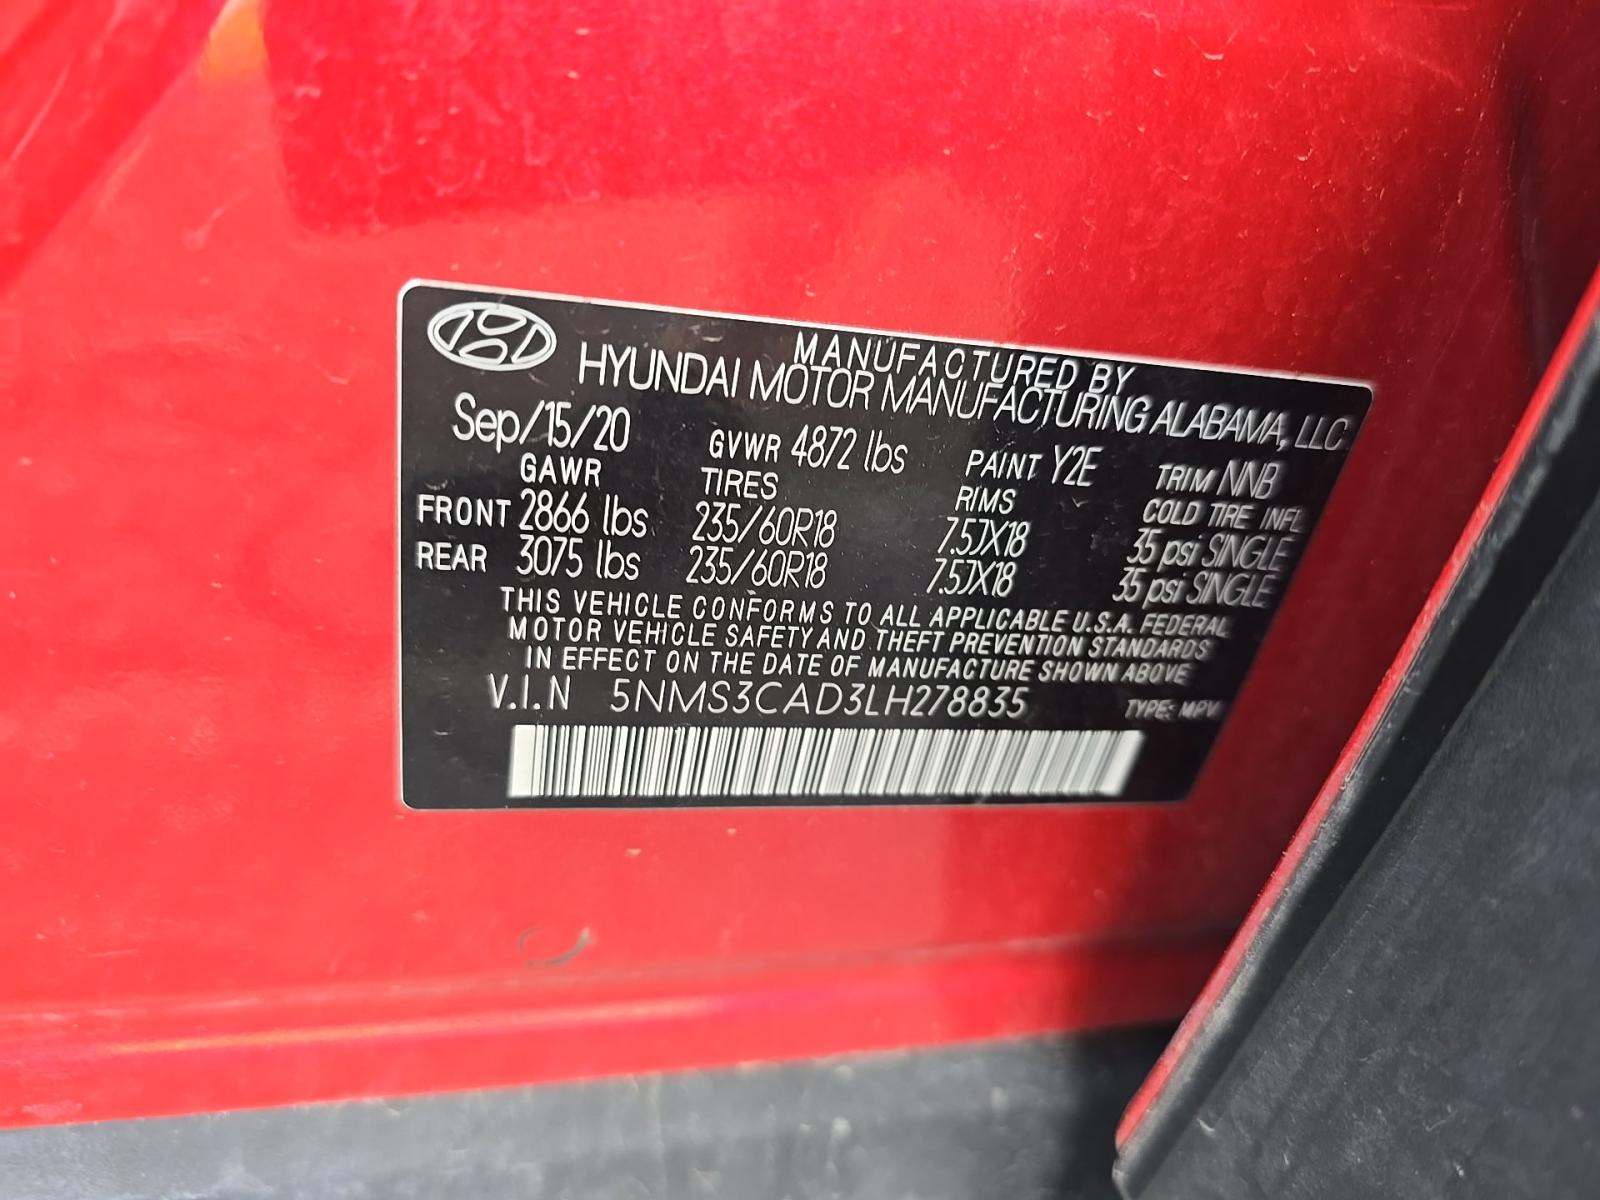 MANUFACTURED BY
HYUNDAI MOTOR MANUFACTURING ALABAMA, LLC
Sep/15/20 GVWR 4872 lbs PAINT Y2E TRIM NNB
GAWR TIRES RIMS COLD TIRE INFL
FRONT 2866 lbs 235/60R18 7.5JX18 35 psi SINGLE
REAR 3075 lbs 235/60R18 7.5JX18 35 psi SINGLE
THIS VEHICLE CONFORMS TO ALL APPLICABLE U.S.A. FEDERAL
MOTOR VEHICLE SAFETY AND THEFT PREVENTION STANDARDS
IN EFFECT ON THE DATE OF MANUFACTURE SHOWN ABOVE
V.I.N 5NMS3CAD3LH278835 TYPE: MPV